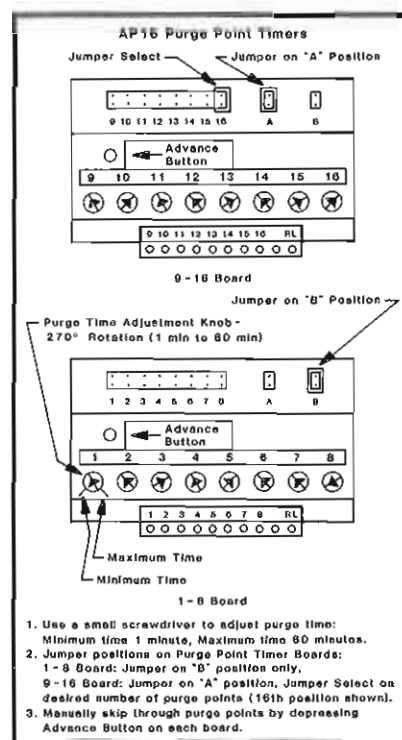 AP16 Purge Point Timers
Jumper Select
Jumper on "A" Position
9 10 11 12 13 14 15 16 A B
Advance
Button
9 10 11 12 13 14 15 16
9 10 11 12 13 14 15 16 RL
9 - 16 Board
Jumper on "B" Position
Purge Time Adjustment Knob -
270° Rotation (1 min to 60 min)
1 2 3 4 5 6 7 8 A B
Advance
Button
1 2 3 4 5 6 7 8
1 2 3 4 5 6 7 8 RL
Maximum Time
Minimum Time
1 - 8 Board
1. Use a small screwdriver to adjust purge time:
Minimum time 1 minute, Maximum time 60 minutes.
2. Jumper positions on Purge Point Timer Boards:
1 - 8 Board: Jumper on "B" position only,
9 - 16 Board: Jumper on "A" position, Jumper Select on
desired number of purge points (16th position shown).
3. Manually skip through purge points by depressing
Advance Button on each board.